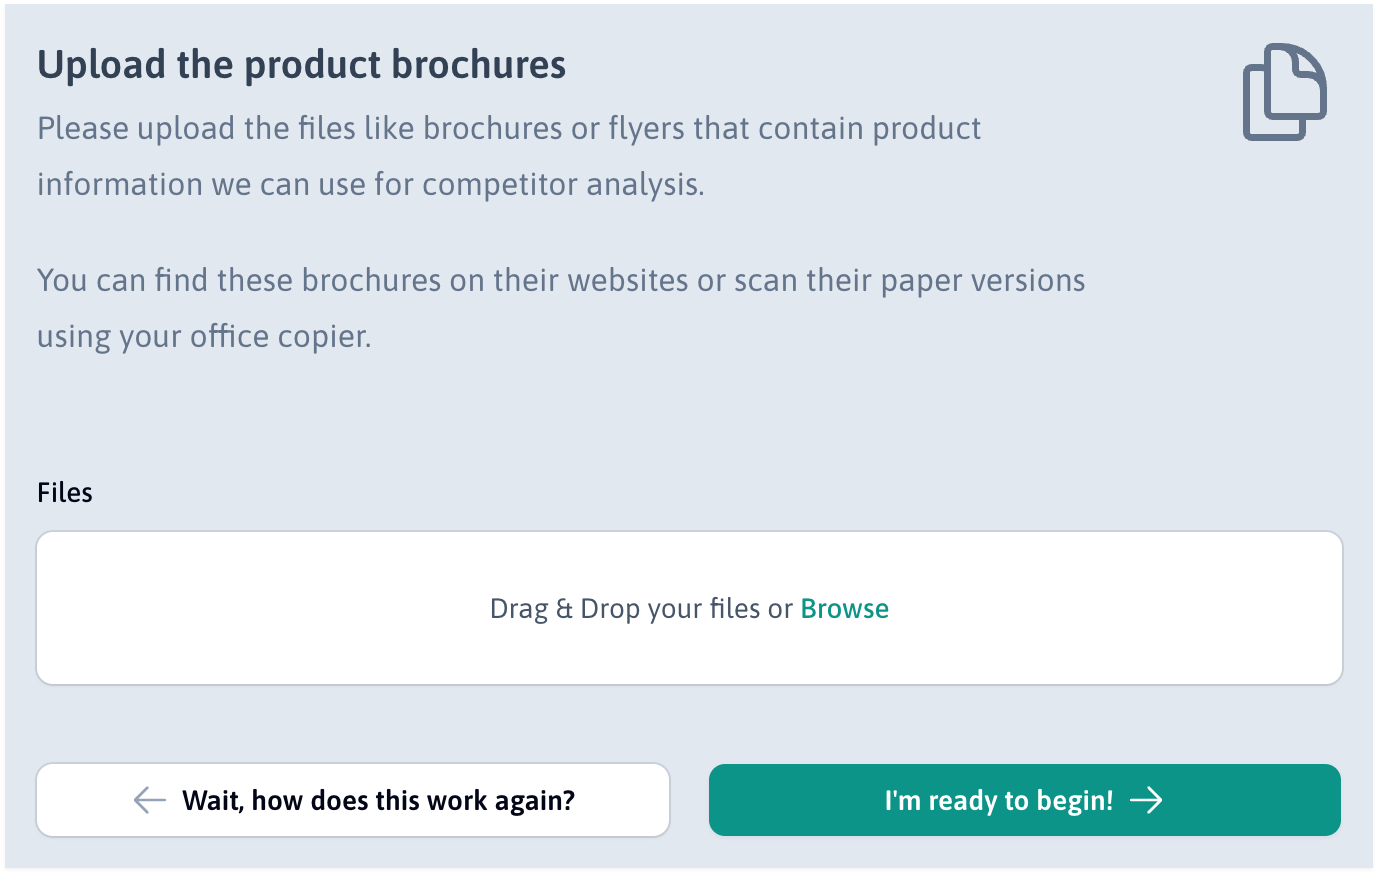 Upload the product brochures
Please upload the files like brochures or flyers that contain product
information we can use for competitor analysis.
You can find these brochures on their websites or scan their paper versions
using your office copier.
Files
Drag & Drop your files or Browse
Wait, how does this work again?
I'm ready to begin!